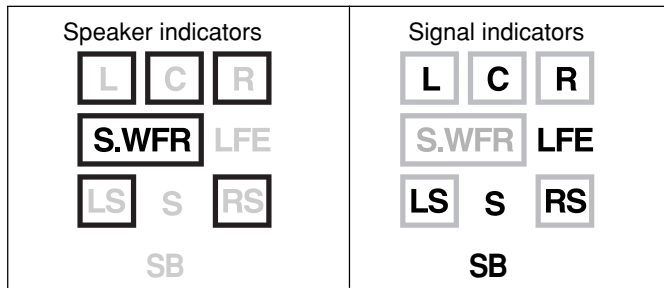 Speaker indicators
L C R
S.WFR LFE
LS S RS
SB
Signal indicators
L C R
S.WFR LFE
LS S RS
SB